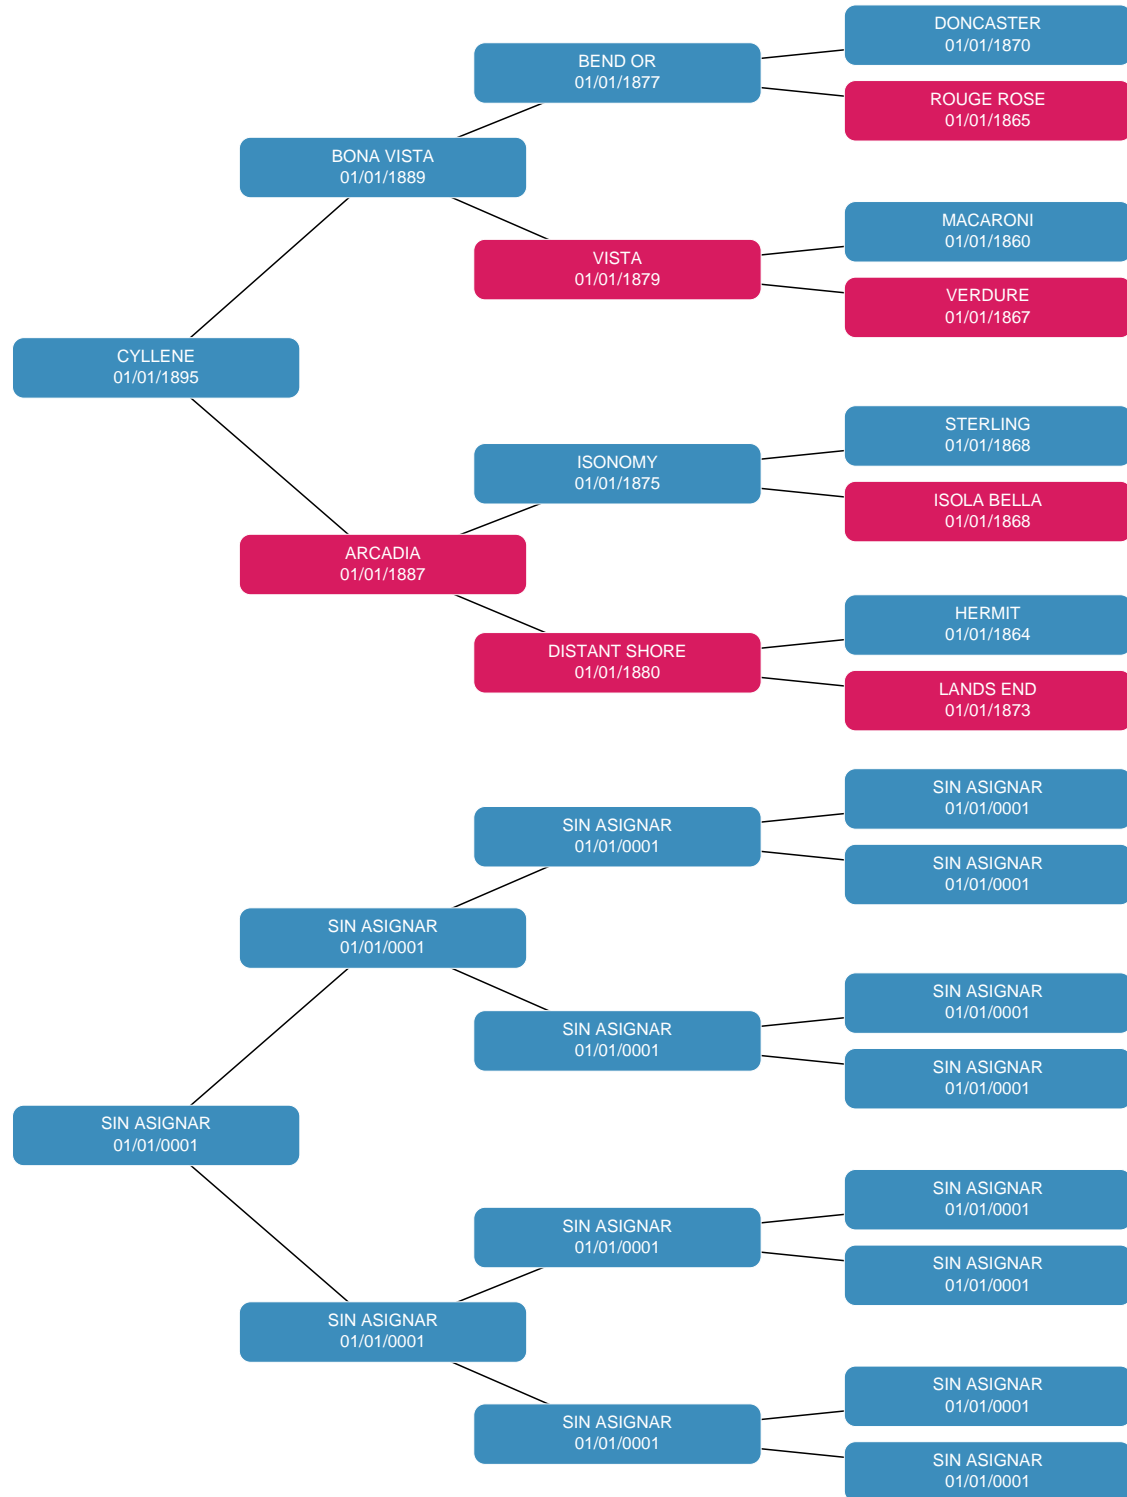 DONCASTER
01/01/1870
BEND OR
01/01/1877
ROUGE ROSE
01/01/1865
BONA VISTA
01/01/1889
MACARONI
01/01/1860
VISTA
01/01/1879
VERDURE
01/01/1867
CYLLENE
01/01/1895
STERLING
01/01/1868
ISONOMY
01/01/1875
ISOLA BELLA
01/01/1868
ARCADIA
01/01/1887
HERMIT
01/01/1864
DISTANT SHORE
01/01/1880
LANDS END
01/01/1873
SIN ASIGNAR
01/01/0001
SIN ASIGNAR
01/01/0001
SIN ASIGNAR
01/01/0001
SIN ASIGNAR
01/01/0001
SIN ASIGNAR
01/01/0001
SIN ASIGNAR
01/01/0001
SIN ASIGNAR
01/01/0001
SIN ASIGNAR
01/01/0001
SIN ASIGNAR
01/01/0001
SIN ASIGNAR
01/01/0001
SIN ASIGNAR
01/01/0001
SIN ASIGNAR
01/01/0001
SIN ASIGNAR
01/01/0001
SIN ASIGNAR
01/01/0001
SIN ASIGNAR
01/01/0001